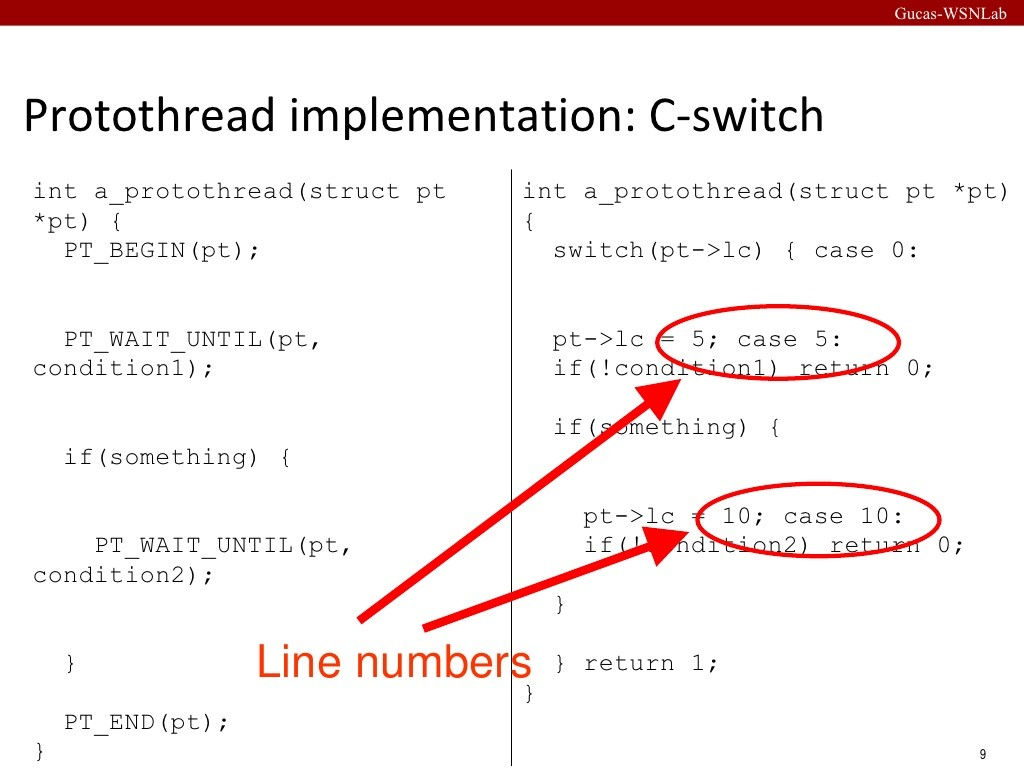 Gucas-WSNLab
Protothread implementation: C-switch
int a_protothread(struct pt
*pt) {
PT_BEGIN(pt);
PT_WAIT_UNTIL(pt,
condition1);
if(something) {
PT_WAIT_UNTIL(pt,
condition2);
}
PT_END(pt);
}
int a_protothread(struct pt *pt)
{
switch(pt->lc) { case 0:
pt->lc = 5; case 5:
if(!condition1) return 0;
if(something) {
pt->lc = 10; case 10:
if(!condition2) return 0;
}
} return 1;
}
Line numbers
9